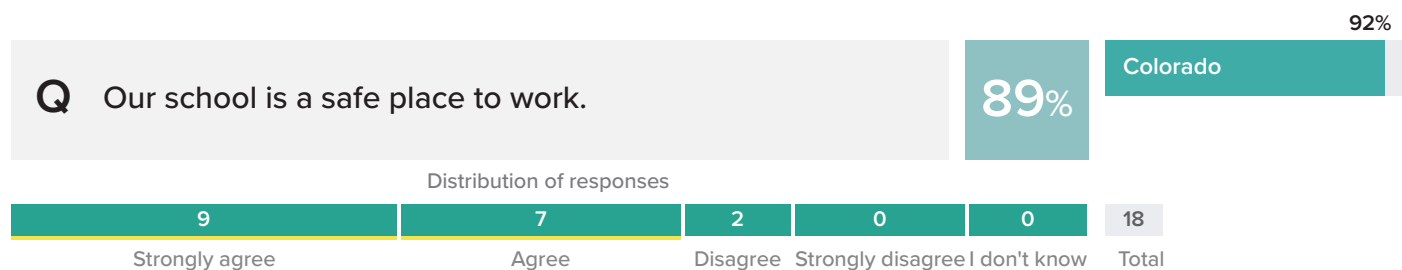 92%
Q Our school is a safe place to work.
89%
Colorado
Distribution of responses
9 7 2 0 0 18
Strongly agree Agree Disagree Strongly disagree I don't know Total